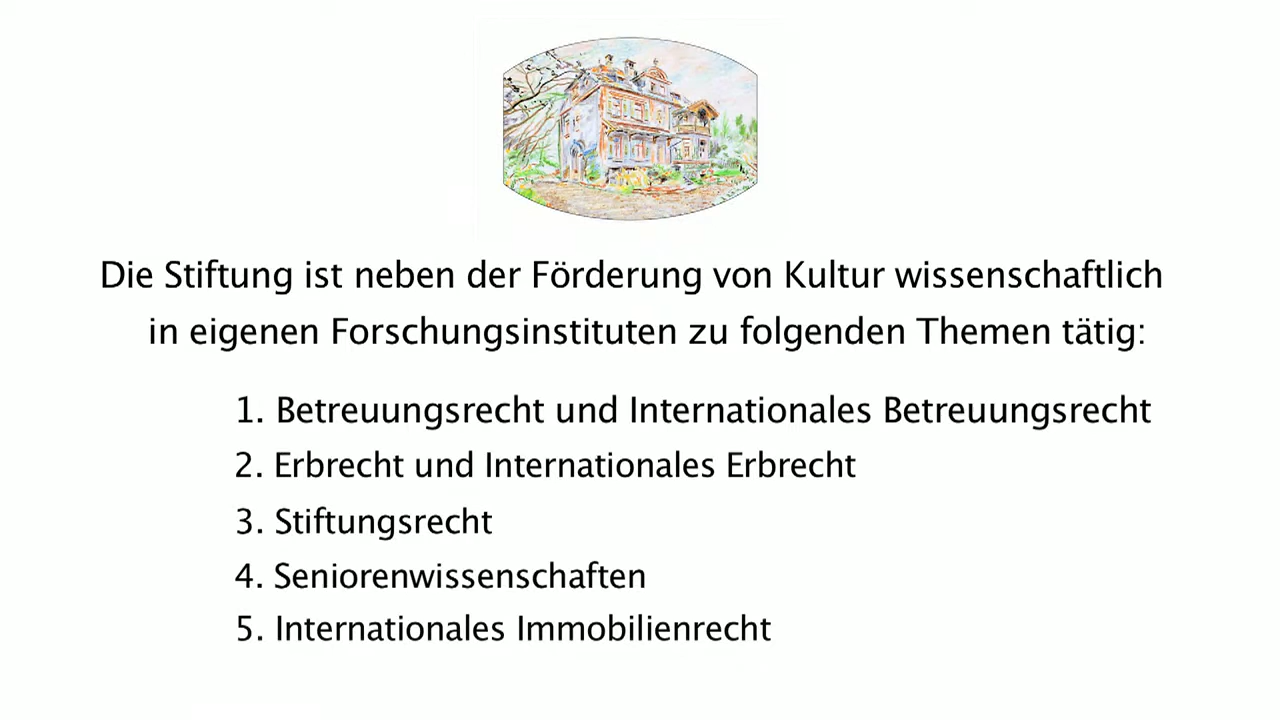 Die Stiftung ist neben der Förderung von Kultur wissenschaftlich
in eigenen Forschungsinstituten zu folgenden Themen tätig:
1. Betreuungsrecht und Internationales Betreuungsrecht
2. Erbrecht und Internationales Erbrecht
3. Stiftungsrecht
4. Seniorenwissenschaften
5. Internationales Immobilienrecht